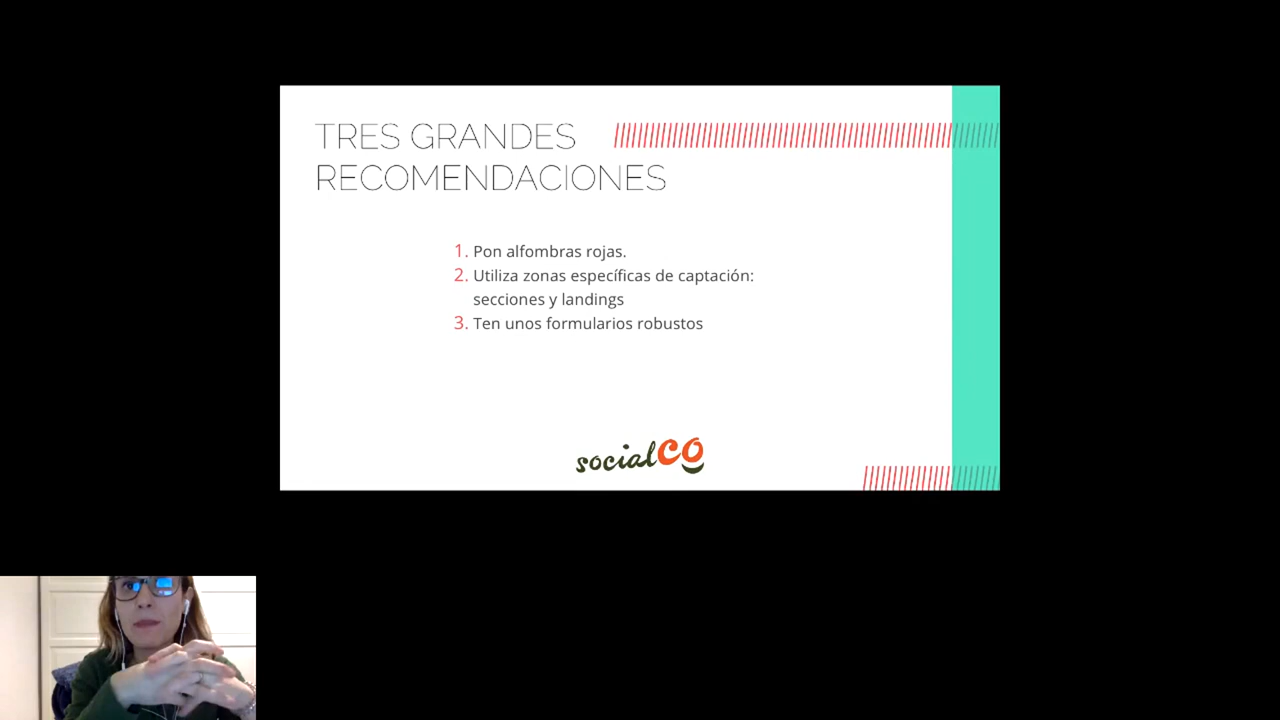 TRES GRANDES
RECOMENDACIONES
1. Pon alfombras rojas.
2. Utiliza zonas específicas de captación:
secciones y landings
3. Ten unos formularios robustos
socialco